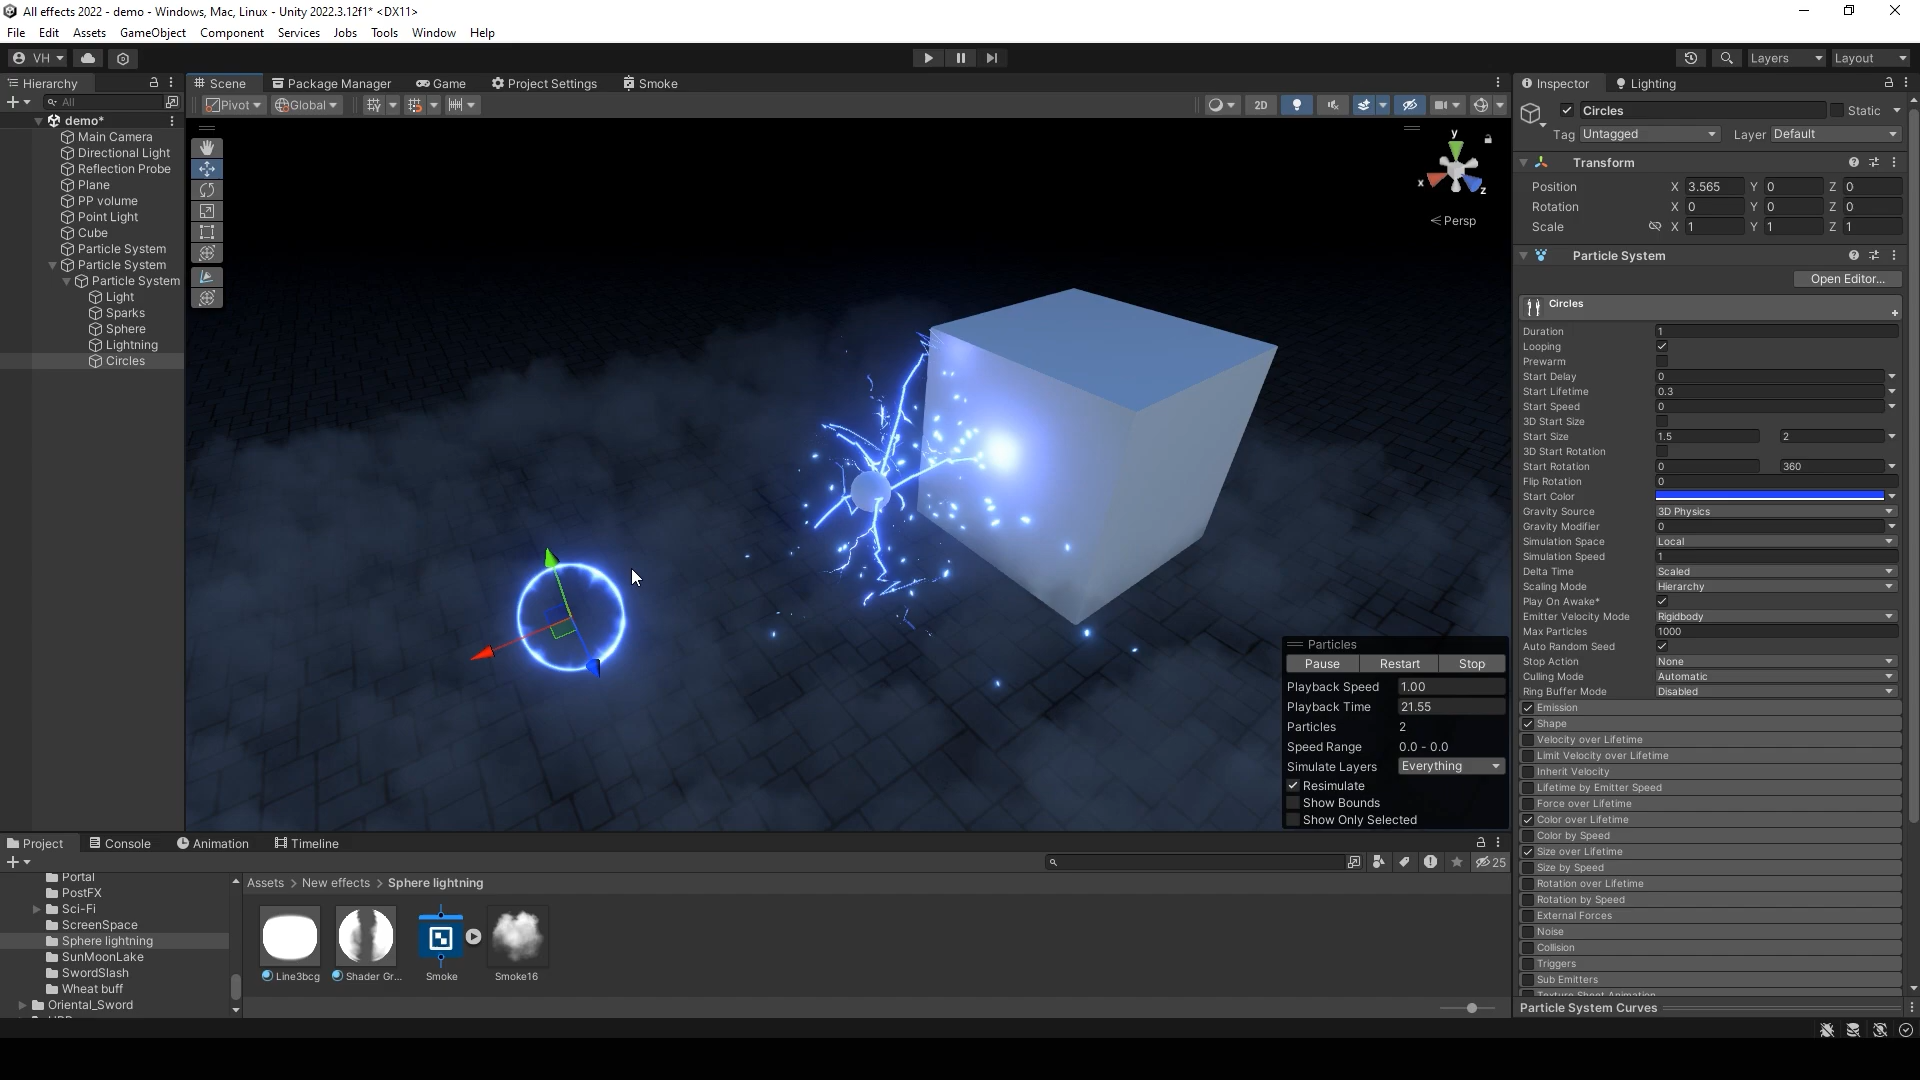 All effects 2022 - demo - Windows, Mac, Linux - Unity 2022.3.12f1* <DX11>
File Edit Assets GameObject Component Services Jobs Tools Window Help
VH Layers Layout
Hierarchy Scene Package Manager Game Project Settings Smoke Inspector Lighting
All Pivot Global 2D
Circles Static
demo*
Main Camera
Directional Light
Reflection Probe
Plane
PP volume
Point Light
Cube
Particle System
Particle System
Particle System
Light
Sparks
Sphere
Lightning
Circles
y
x
z
Persp
Tag Untagged Layer Default
Transform
Position X 3.565 Y 0 Z 0
Rotation X 0 Y 0 Z 0
Scale X 1 Y 1 Z 1
Particle System
Open Editor...
Circles
Duration 1
Looping
Prewarm
Start Delay 0
Start Lifetime 0.3
Start Speed 0
3D Start Size
Start Size 1.5 2
3D Start Rotation
Start Rotation 0 360
Flip Rotation 0
Start Color
Gravity Source 3D Physics
Gravity Modifier 0
Simulation Space Local
Simulation Speed 1
Delta Time Scaled
Scaling Mode Hierarchy
Play On Awake*
Emitter Velocity Mode Rigidbody
Max Particles 1000
Auto Random Seed
Stop Action None
Culling Mode Automatic
Ring Buffer Mode Disabled
Emission
Shape
Velocity over Lifetime
Limit Velocity over Lifetime
Inherit Velocity
Lifetime by Emitter Speed
Force over Lifetime
Color over Lifetime
Color by Speed
Size over Lifetime
Size by Speed
Rotation over Lifetime
Rotation by Speed
External Forces
Noise
Collision
Triggers
Sub Emitters
Texture Sheet Animation
Particle System Curves
Particles
Pause Restart Stop
Playback Speed 1.00
Playback Time 21.55
Particles 2
Speed Range 0.0 - 0.0
Simulate Layers Everything
Resimulate
Show Bounds
Show Only Selected
Project Console Animation Timeline
25
Portal
PostFX
Sci-Fi
ScreenSpace
Sphere lightning
SunMoonLake
SwordSlash
Wheat buff
Oriental_Sword
Assets > New effects > Sphere lightning
Line3bcg Shader Gr... Smoke Smoke16